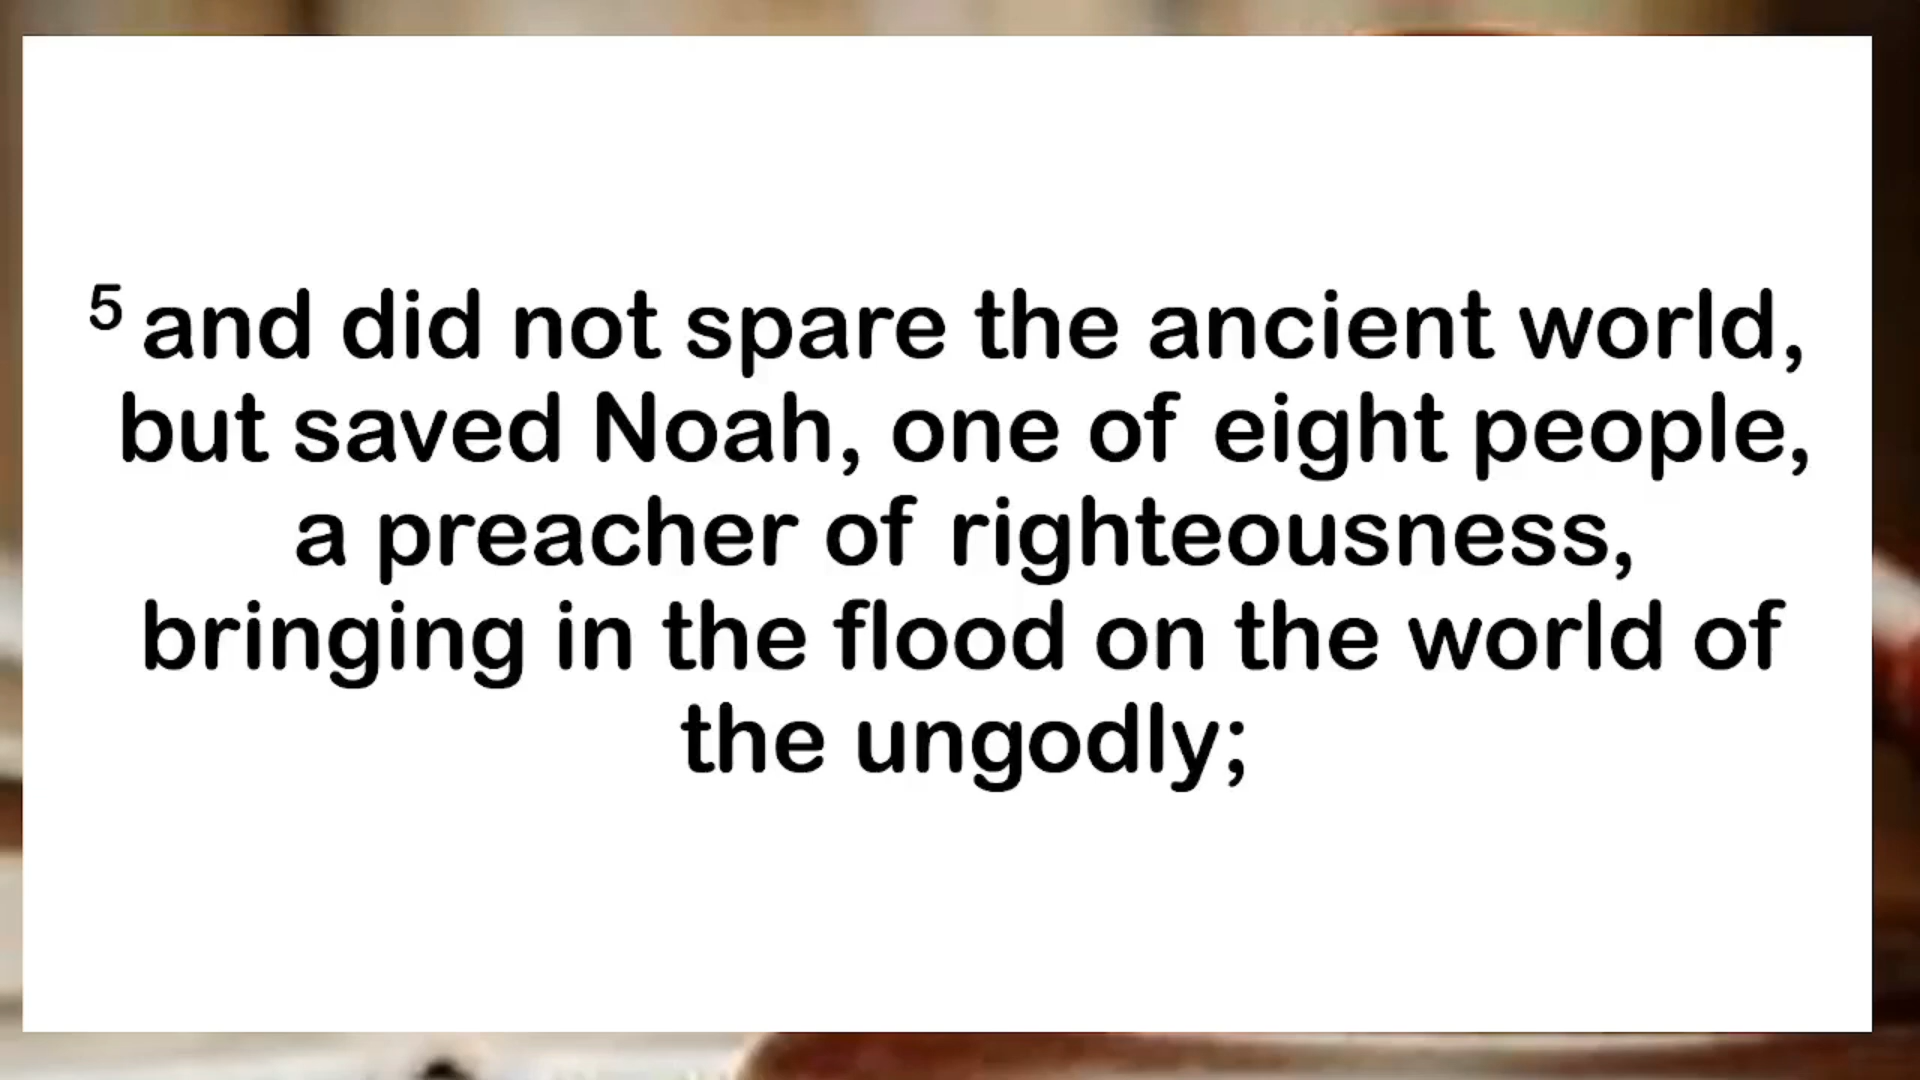 5 and did not spare the ancient world,
but saved Noah, one of eight people,
a preacher of righteousness,
bringing in the flood on the world of
the ungodly;